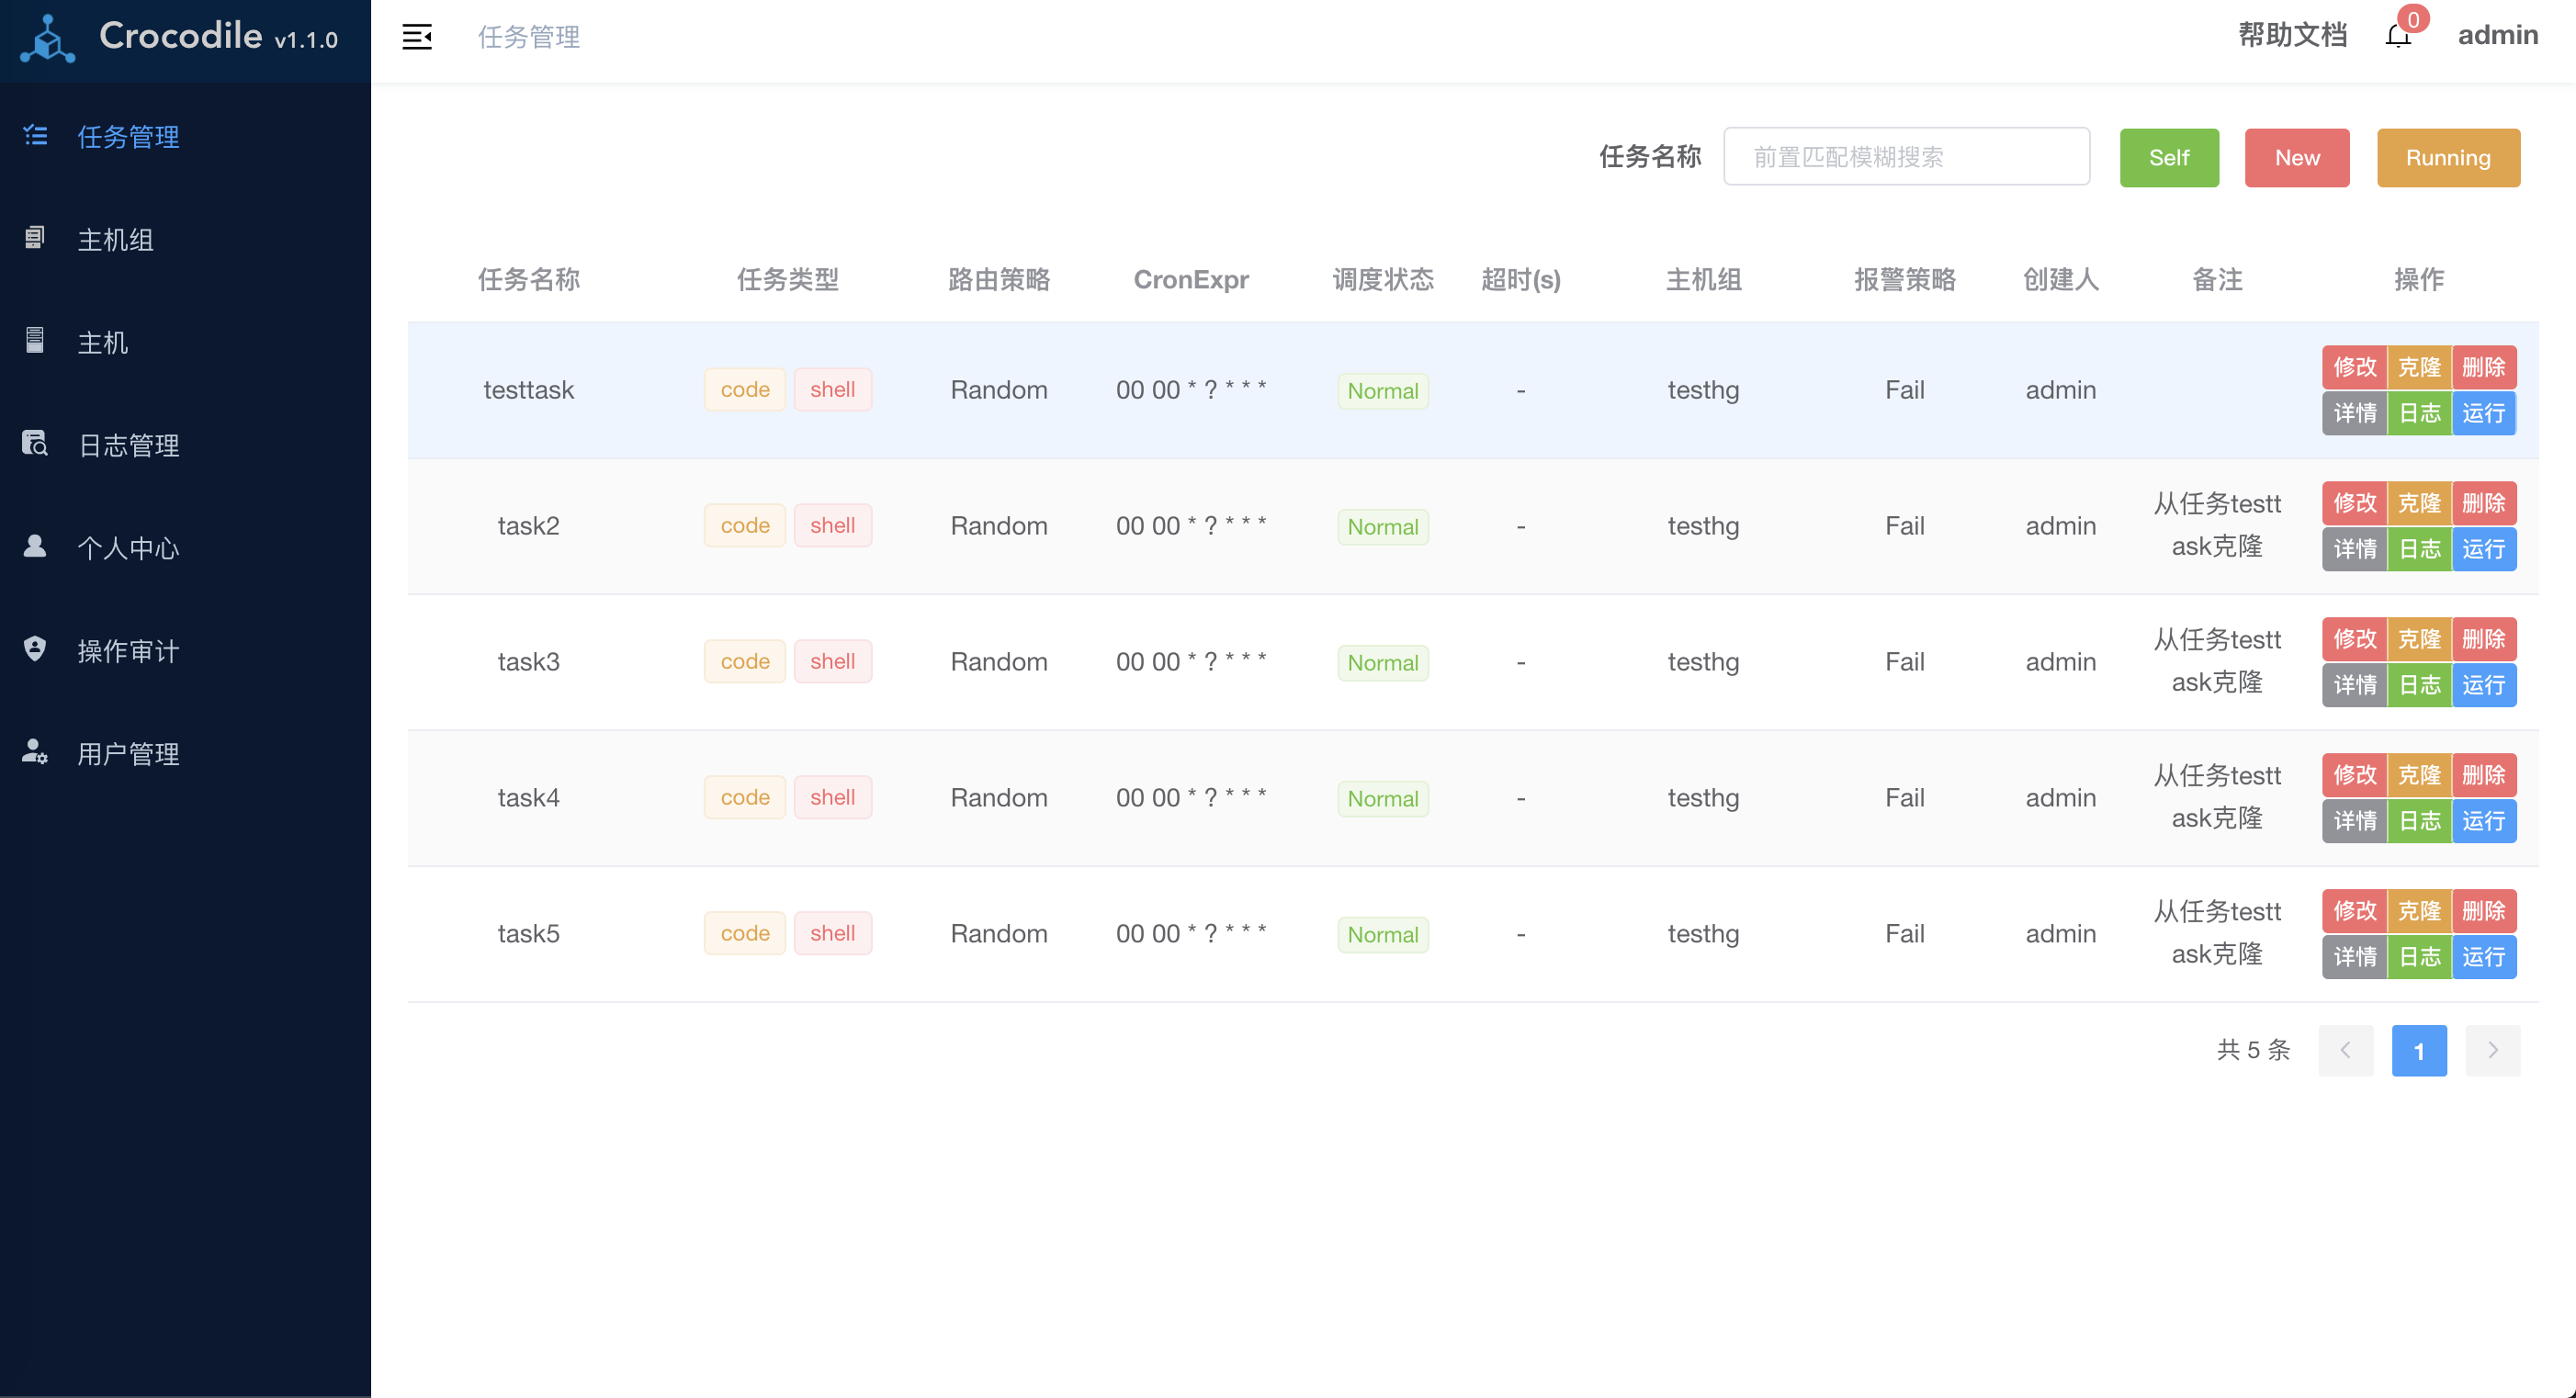 Crocodile v1.1.0
任务管理
帮助文档
0
admin
任务管理
主机组
主机
日志管理
个人中心
操作审计
用户管理
任务名称
前置匹配模糊搜索
Self
New
Running
任务名称 任务类型 路由策略 CronExpr 调度状态 超时(s) 主机组 报警策略 创建人 备注 操作
testtask code shell Random 00 00 * ? * * * Normal - testhg Fail admin
修改 克隆 删除
详情 日志 运行
task2 code shell Random 00 00 * ? * * * Normal - testhg Fail admin
从任务testt
ask克隆
修改 克隆 删除
详情 日志 运行
task3 code shell Random 00 00 * ? * * * Normal - testhg Fail admin
从任务testt
ask克隆
修改 克隆 删除
详情 日志 运行
task4 code shell Random 00 00 * ? * * * Normal - testhg Fail admin
从任务testt
ask克隆
修改 克隆 删除
详情 日志 运行
task5 code shell Random 00 00 * ? * * * Normal - testhg Fail admin
从任务testt
ask克隆
修改 克隆 删除
详情 日志 运行
共 5 条
1